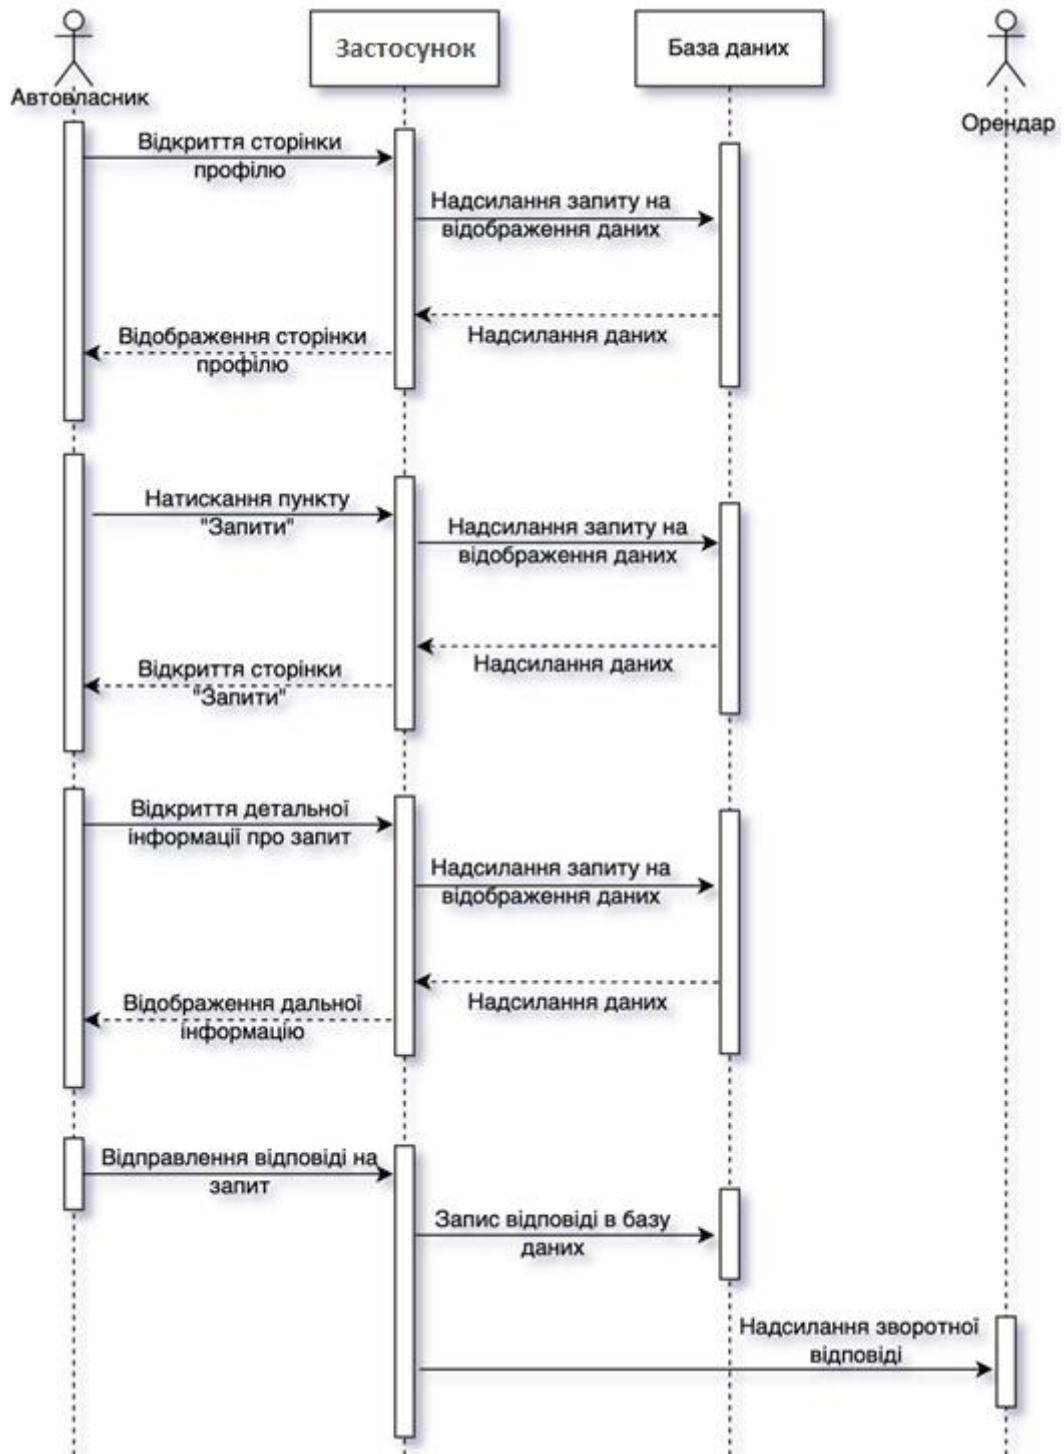 Застосунок
База даних
Автовласник
Орендар
Відкриття сторінки
профілю
Надсилання запиту на
відображення даних
Надсилання даних
Відображення сторінки
профілю
Натискання пункту
"Запити"
Надсилання запиту на
відображення даних
Надсилання даних
Відкриття сторінки
"Запити"
Відкриття детальної
інформації про запит
Надсилання запиту на
відображення даних
Надсилання даних
Відображення дальної
інформацію
Відправлення відповіді на
запит
Запис відповіді в базу
даних
Надсилання зворотної
відповіді